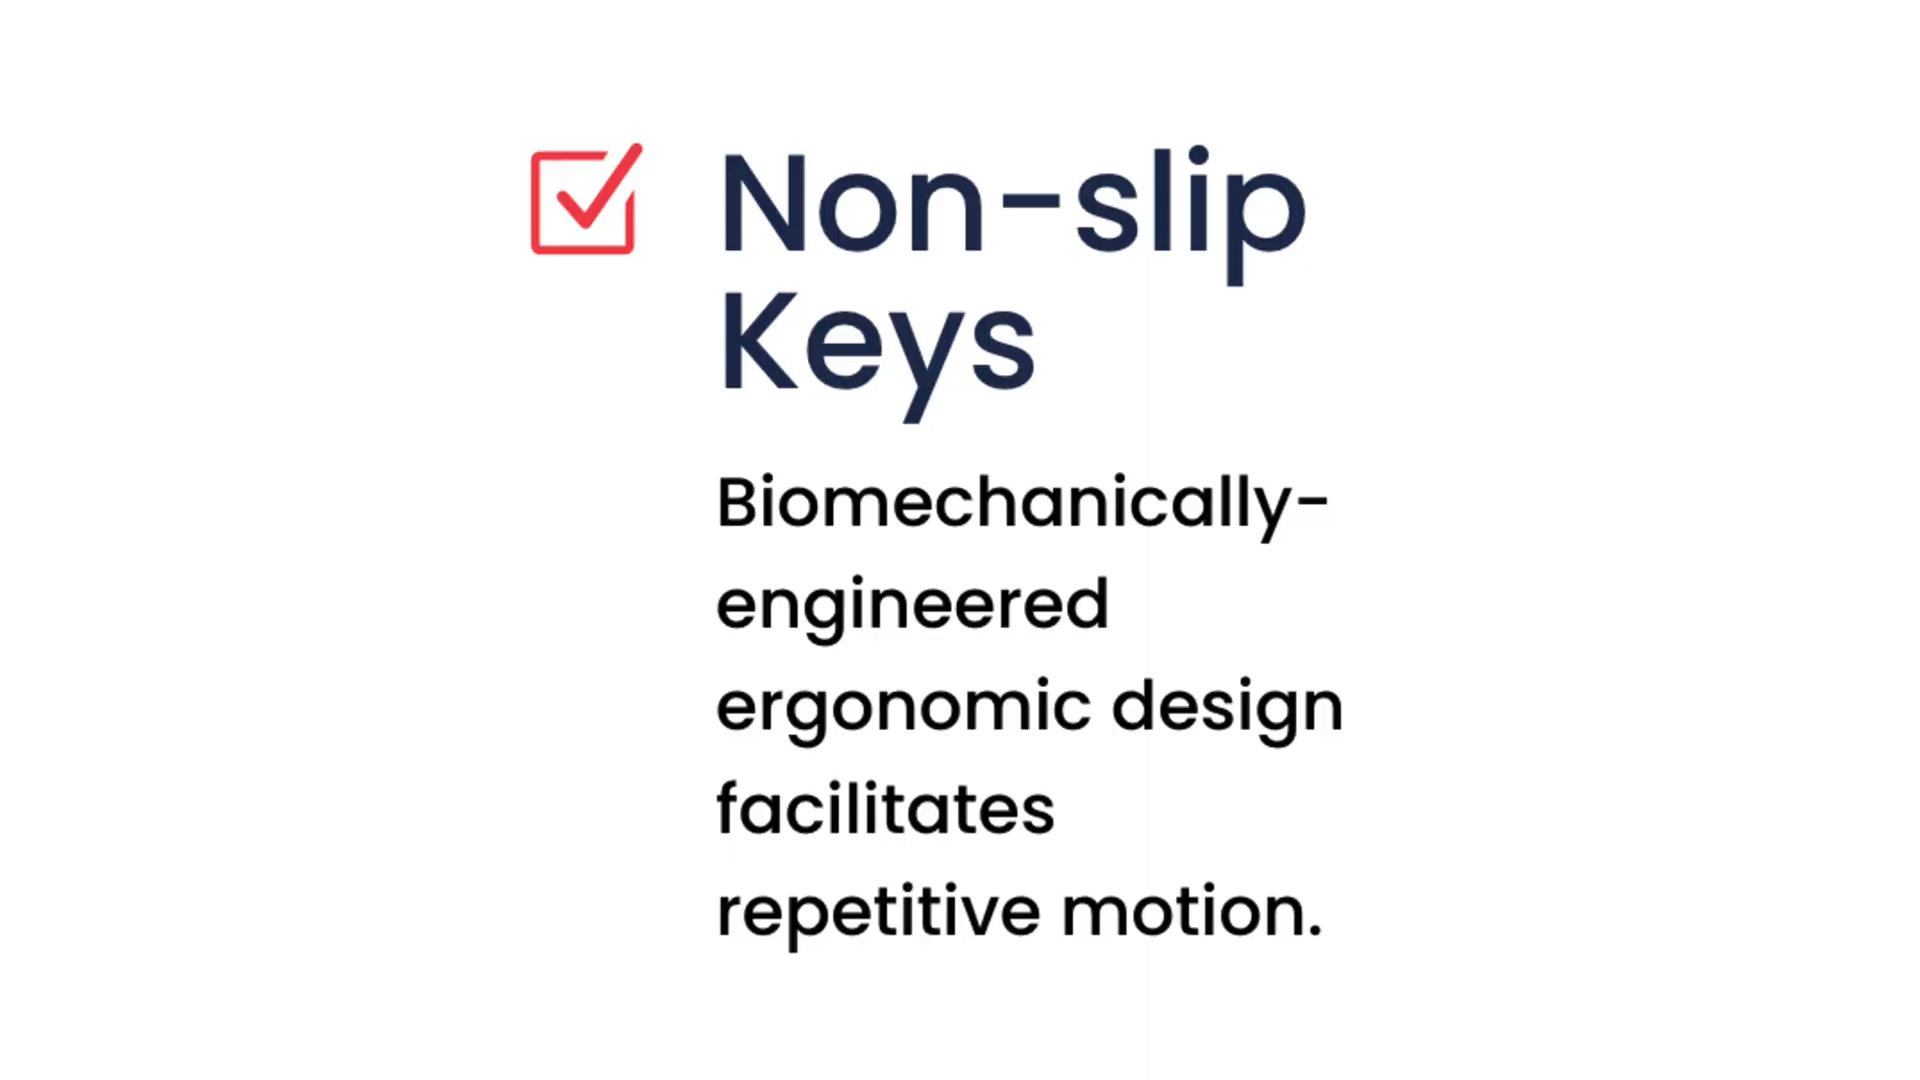 Non-slip
Keys
Biomechanically-
engineered
ergonomic design
facilitates
repetitive motion.